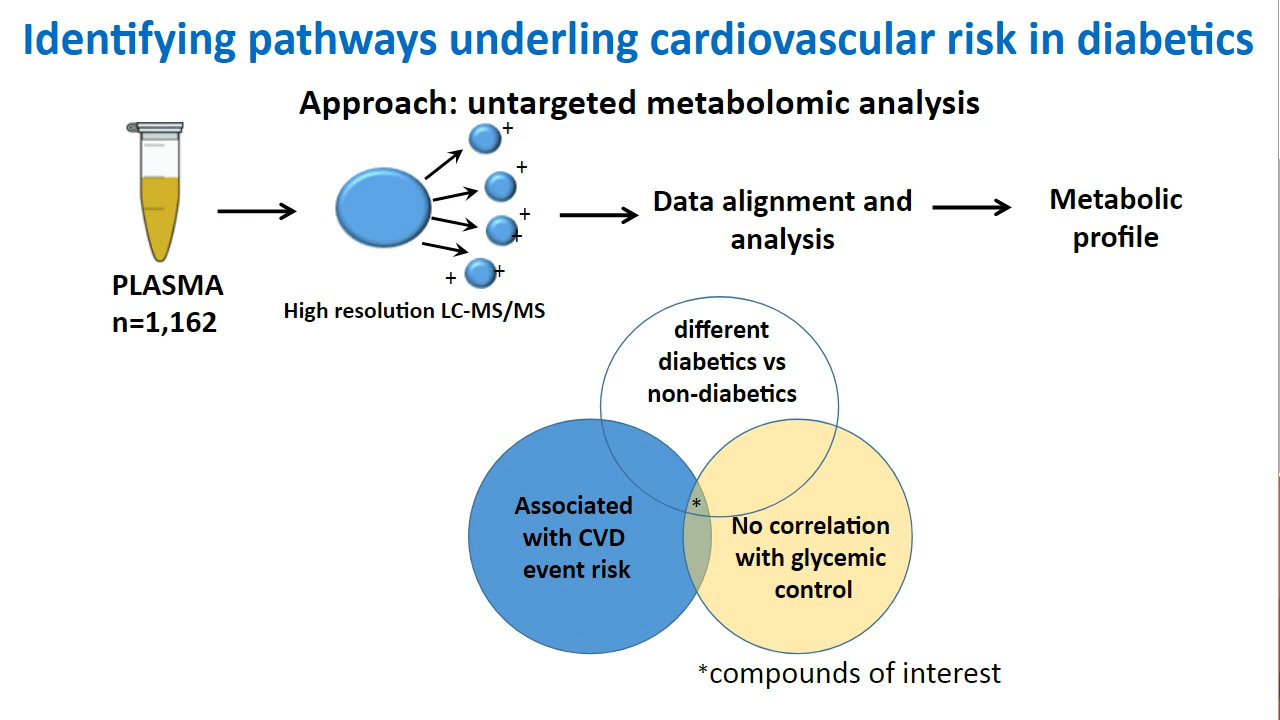 Identifying pathways underling cardiovascular risk in diabetics
Approach: untargeted metabolomic analysis
+
+
+
+
+
+
PLASMA
n=1,162
High resolution LC-MS/MS
Data alignment and
analysis
Metabolic
profile
different
diabetics vs
non-diabetics
Associated
with CVD
event risk
*
No correlation
with glycemic
control
*compounds of interest